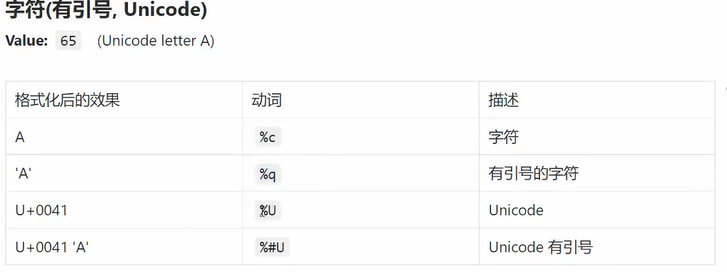 字符(有引号, Unicode)
Value: 65 (Unicode letter A)
格式化后的效果 动词 描述
A %c 字符
'A' %q 有引号的字符
U+0041 %U Unicode
U+0041 'A' %#U Unicode 有引号